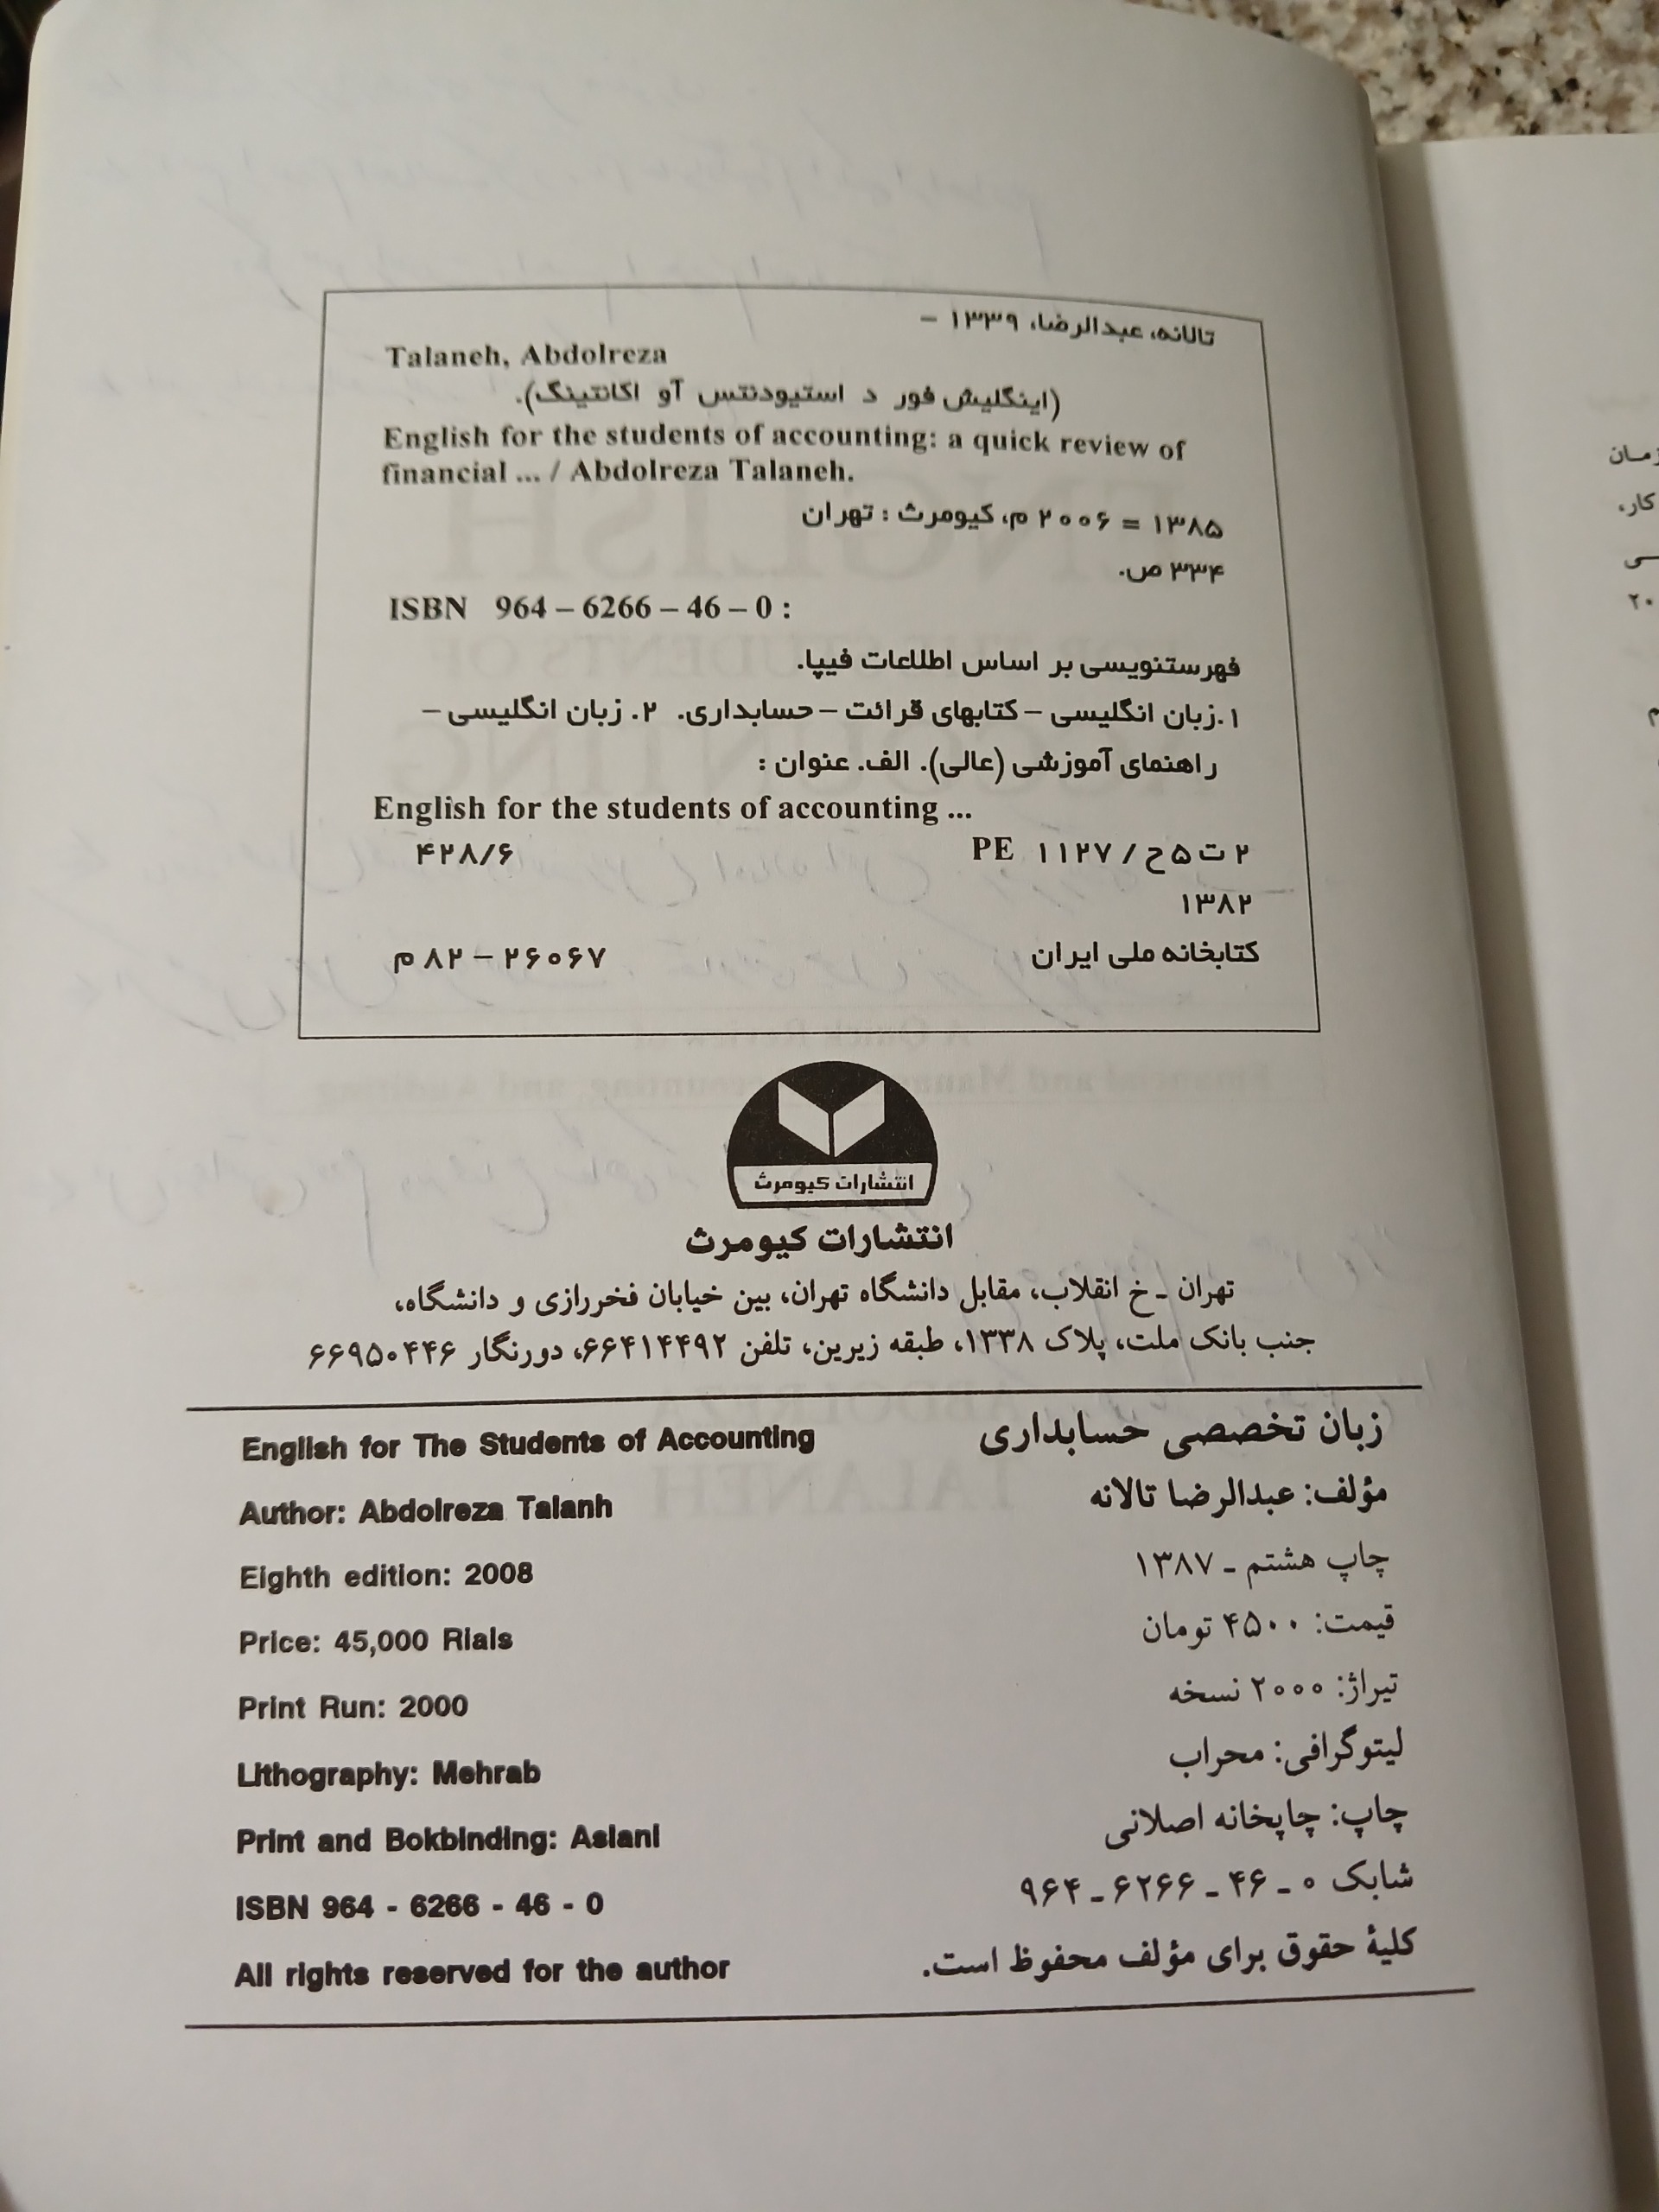 تالانه، عبدالرضا، ۱۳۳۹ –
Talaneh, Abdolreza
(اینگلیش فور د استیودنتس آو اکانتینگ).
English for the students of accounting: a quick review of
financial ... / Abdolreza Talaneh.
۱۳۸۵ = ۲۰۰۶ م، کیومرث : تهران
۳۳۴ ص.
ISBN 964 – 6266 – 46 – 0 :
فهرستنویسی بر اساس اطلاعات فیپا.
۱.زبان انگلیسی – کتابهای قرائت – حسابداری. ۲. زبان انگلیسی –
راهنمای آموزشی (عالی). الف. عنوان :
English for the students of accounting ...
۲ ت ۵ ح / ۱۱۲۷ PE ۴۲۸/۶
۱۳۸۲
کتابخانه ملی ایران ۲۶۰۶۷ – ۸۲ م
انتشارات کیومرث
انتشارات کیومرث
تهران ـ خ انقلاب، مقابل دانشگاه تهران، بین خیابان فخررازی و دانشگاه،
جنب بانک ملت، پلاک ۱۳۳۸، طبقه زیرین، تلفن ۶۶۴۱۴۴۹۲، دورنگار ۶۶۹۵۰۴۴۶
English for The Students of Accounting زبان تخصصی حسابداری
Author: Abdolreza Talanh مؤلف: عبدالرضا تالانه
Eighth edition: 2008 چاپ هشتم ـ ۱۳۸۷
Price: 45,000 Rials قیمت: ۴۵۰۰ تومان
Print Run: 2000 تیراژ: ۲۰۰۰ نسخه
Lithography: Mehrab لیتوگرافی: محراب
Print and Bokbinding: Aslani چاپ: چاپخانه اصلانی
ISBN 964 - 6266 - 46 - 0 شابک ۰ ـ ۴۶ ـ ۶۲۶۶ ـ ۹۶۴
All rights reserved for the author کلیهٔ حقوق برای مؤلف محفوظ است.
کار،